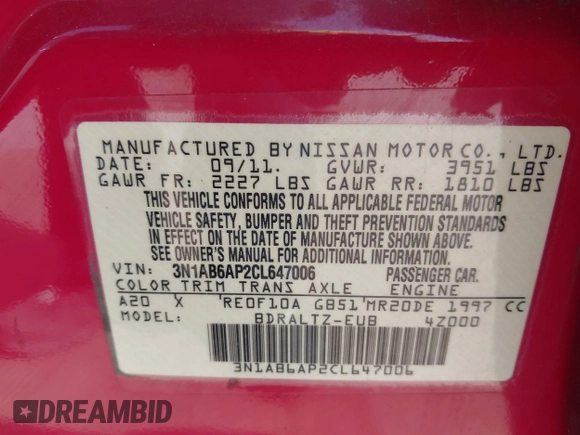 MANUFACTURED BY NISSAN MOTOR CO., LTD.
DATE: 09/11. GVWR: 3951 LBS
GAWR FR: 2227 LBS GAWR RR: 1810 LBS
THIS VEHICLE CONFORMS TO ALL APPLICABLE FEDERAL MOTOR
VEHICLE SAFETY, BUMPER AND THEFT PREVENTION STANDARDS
IN EFFECT ON THE DATE OF MANUFACTURE SHOWN ABOVE.
SEE OWNER'S MANUAL FOR ADDITIONAL INFORMATION.
VIN: 3N1AB6AP2CL647006 PASSENGER CAR.
COLOR TRIM TRANS AXLE ENGINE
A20 X RE0F10A GB51 MR20DE 1997 CC
MODEL: BDRALTZ-EUB 4Z000
3N1AB6AP2CL647006
DREAMBID